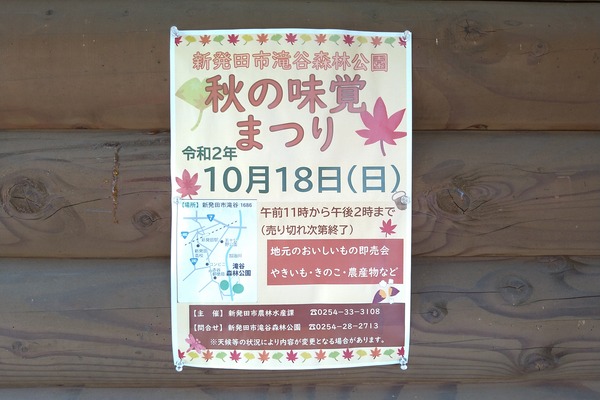 新発田市滝谷森林公園
秋の味覚
まつり
令和2年
10月18日(日)
【場所】新発田市滝谷1688
滝谷
森林公園
午前11時から午後2時まで
(売り切れ次第終了)
地元のおいしいもの即売会
やきいも・きのこ・農産物など
【主　催】新発田市農林水産課　☎0254-33-3108
【問合せ】新発田市滝谷森林公園　☎0254-28-2713
※天候等の状況により内容が変更となる場合があります。